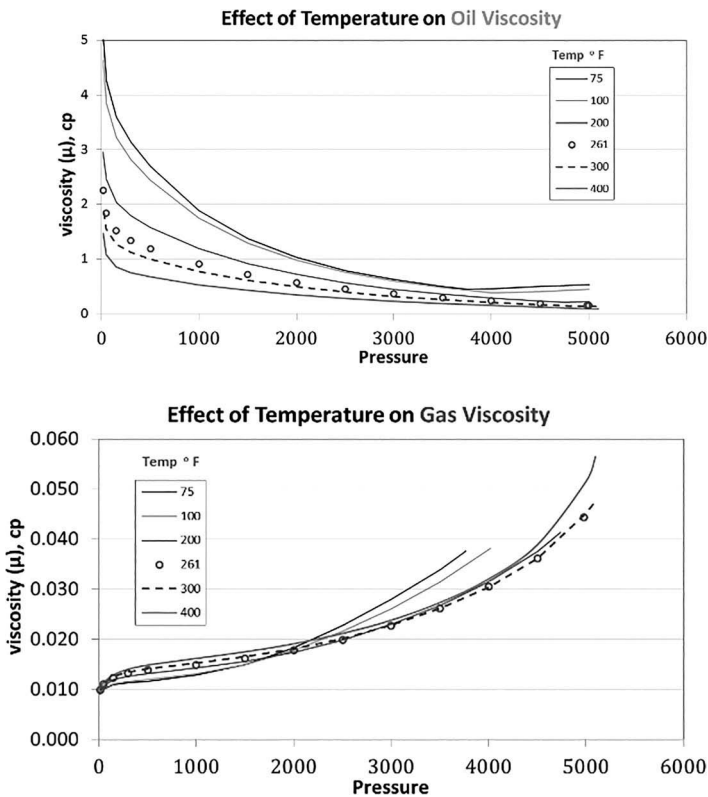 Effect of Temperature on Oil Viscosity
5
4
3
2
1
0
viscosity (μ), cp
Temp º F
75
100
200
261
300
400
0 1000 2000 3000 4000 5000 6000
Pressure
Effect of Temperature on Gas Viscosity
0.060
0.050
0.040
0.030
0.020
0.010
0.000
viscosity (μ), cp
Temp º F
75
100
200
261
300
400
0 1000 2000 3000 4000 5000 6000
Pressure